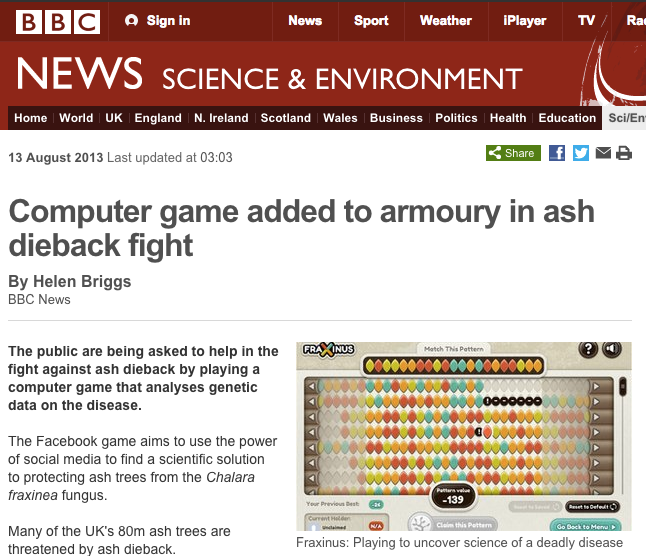 BBC Sign in News Sport Weather iPlayer TV
NEWS SCIENCE & ENVIRONMENT
Home World UK England N. Ireland Scotland Wales Business Politics Health Education Sci/En
13 August 2013 Last updated at 03:03 Share
Computer game added to armoury in ash
dieback fight
By Helen Briggs
BBC News
The public are being asked to help in the
fight against ash dieback by playing a
computer game that analyses genetic
data on the disease.
The Facebook game aims to use the power
of social media to find a scientific solution
to protecting ash trees from the Chalara
fraxinea fungus.
Many of the UK's 80m ash trees are
threatened by ash dieback.
FRAXINUS Match This Pattern ?
Pattern value
-139
Your Previous Best: -26
Current Holder:
Unclaimed N/A
Claim this Pattern
Reset to Saved Reset to Default
Go Back to Menu
Fraxinus: Playing to uncover science of a deadly disease